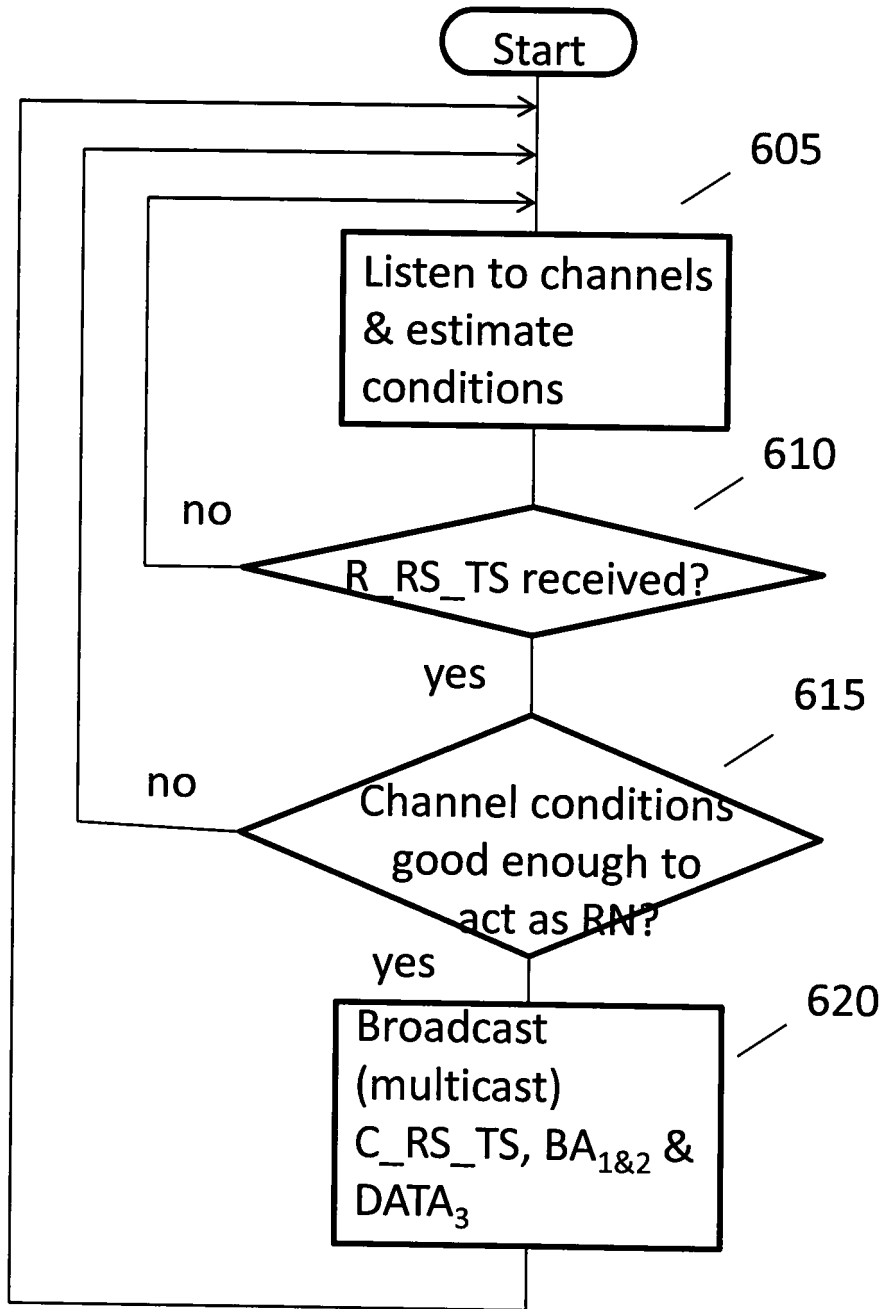 Start
605
Listen to channels
& estimate
conditions
610
no
R_RS_TS received?
yes
615
no
Channel conditions
good enough to
act as RN?
yes
620
Broadcast
(multicast)
C_RS_TS, BA₁&₂ &
DATA₃